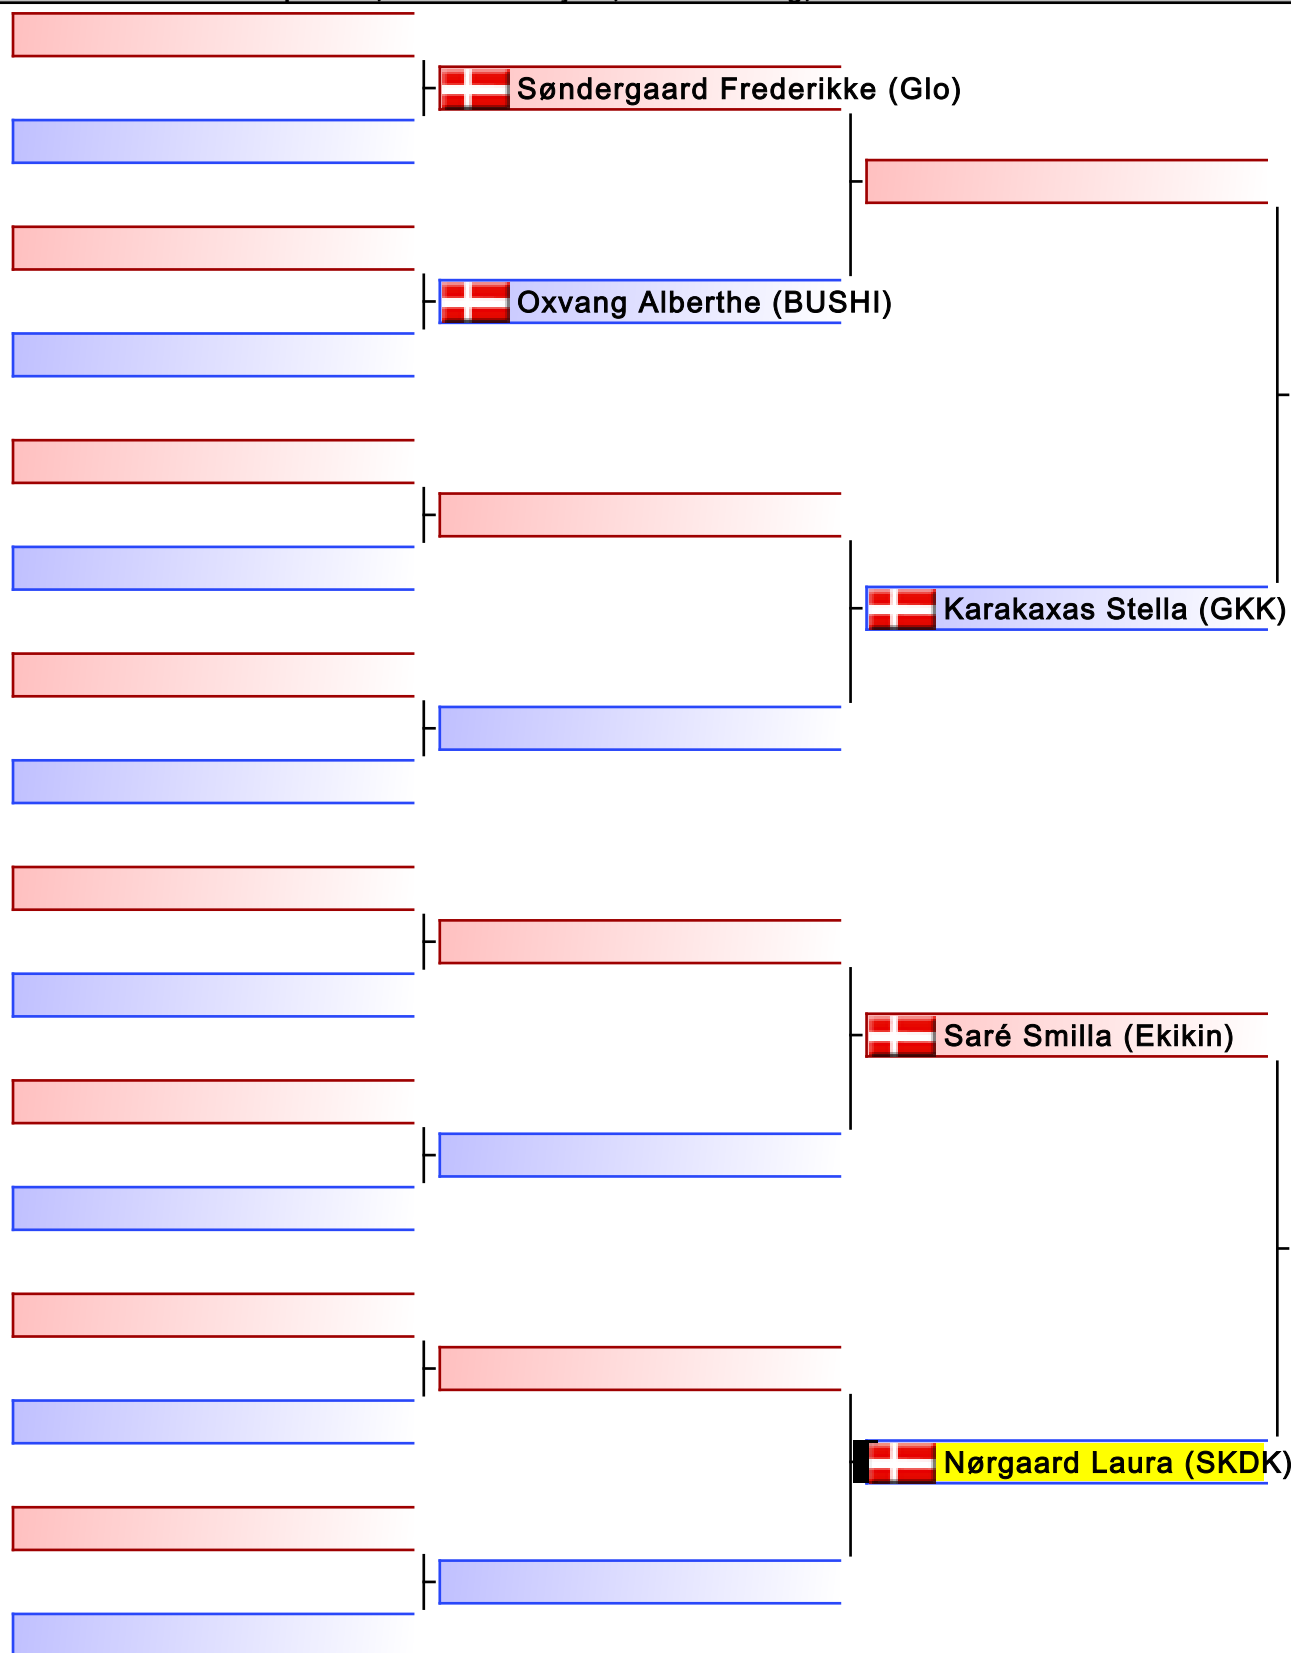 Søndergaard Frederikke (Glo)
Oxvang Alberthe (BUSHI)
Karakaxas Stella (GKK)
Saré Smilla (Ekikin)
Nørgaard Laura (SKDK)